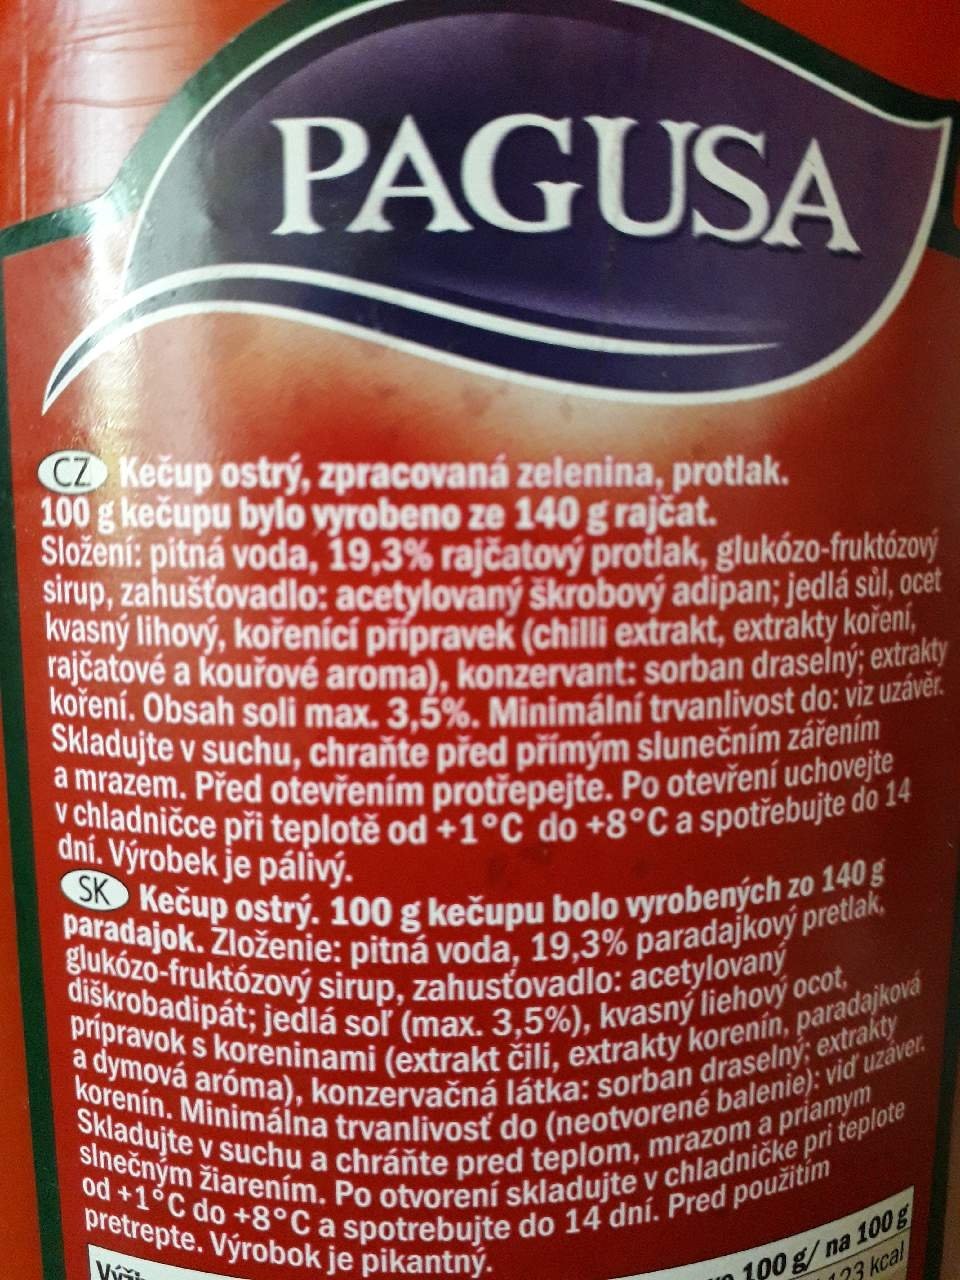 PAGUSA
CZ Kečup ostrý, zpracovaná zelenina, protlak.
100 g kečupu bylo vyrobeno ze 140 g rajčat.
Složení: pitná voda, 19,3% rajčatový protlak, glukózo-fruktózový
sirup, zahušťovadlo: acetylovaný škrobový adipan; jedlá sůl, ocet
kvasný lihový, kořenící přípravek (chilli extrakt, extrakty koření,
rajčatové a kouřové aroma), konzervant: sorban draselný; extrakty
koření. Obsah soli max. 3,5%. Minimální trvanlivost do: viz uzávěr.
Skladujte v suchu, chraňte před přímým slunečním zářením
a mrazem. Před otevřením protřepejte. Po otevření uchovejte
v chladničce při teplotě od +1°C do +8°C a spotřebujte do 14
dní. Výrobek je pálivý.
SK Kečup ostrý. 100 g kečupu bolo vyrobených zo 140 g
paradajok. Zloženie: pitná voda, 19,3% paradajkový pretlak,
glukózo-fruktózový sirup, zahusťovadlo: acetylovaný
diškrobadipát; jedlá soľ (max. 3,5%), kvasný liehový ocot,
prípravok s koreninami (extrakt čili, extrakty korenín, paradajková
a dymová aróma), konzervačná látka: sorban draselný; extrakty
korenín. Minimálna trvanlivosť do (neotvorené balenie): viď uzáver.
Skladujte v suchu a chráňte pred teplom, mrazom a priamym
slnečným žiarením. Po otvorení skladujte v chladničke pri teplote
od +1°C do +8°C a spotrebujte do 14 dní. Pred použitím
pretrepte. Výrobok je pikantný.
100 g/ na 100 g
kcal